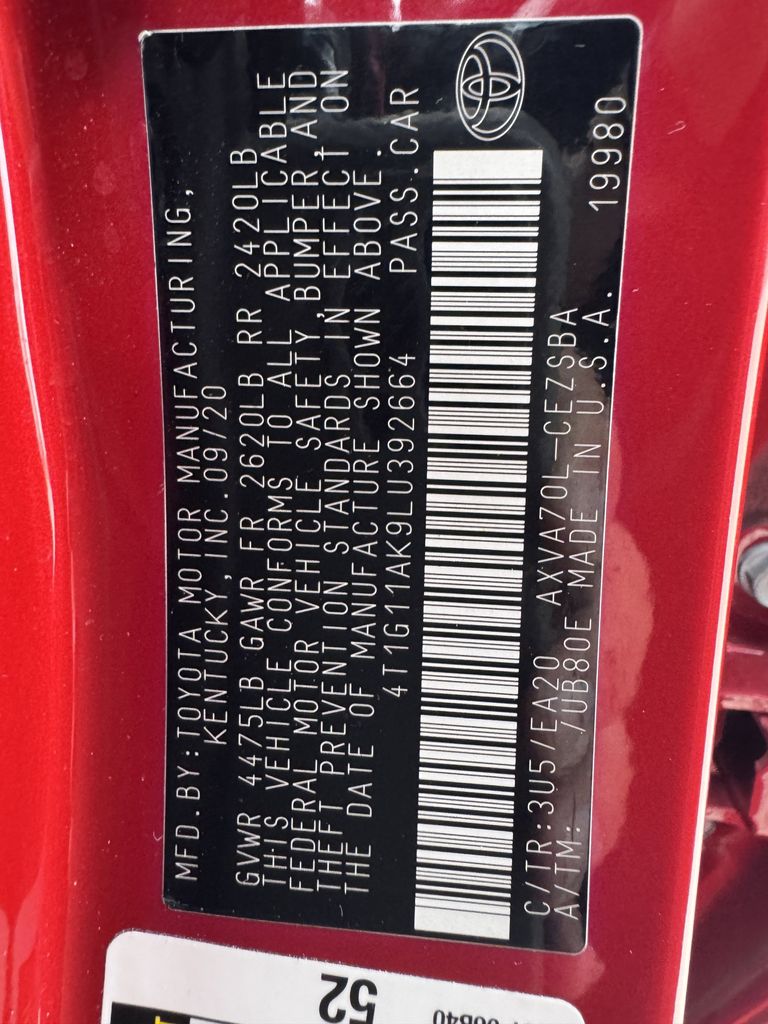 MFD.BY:TOYOTA MOTOR MANUFACTURING,
KENTUCKY, INC.09/20
GVWR 4475LB GAWR FR 2620LB RR 2420LB
THIS VEHICLE CONFORMS TO ALL APPLICABLE
FEDERAL MOTOR VEHICLE SAFETY, BUMPER, AND
THEFT PREVENTION STANDARDS IN EFFECT ON
THE DATE OF MANUFACTURE SHOWN ABOVE.
4T1G11AK9LU392664 PASS.CAR
C/TR:3U5/EA20 AXVA70L-CEZSBA
A/TM: /UB80E MADE IN U.S.A. 19980
52
06B40